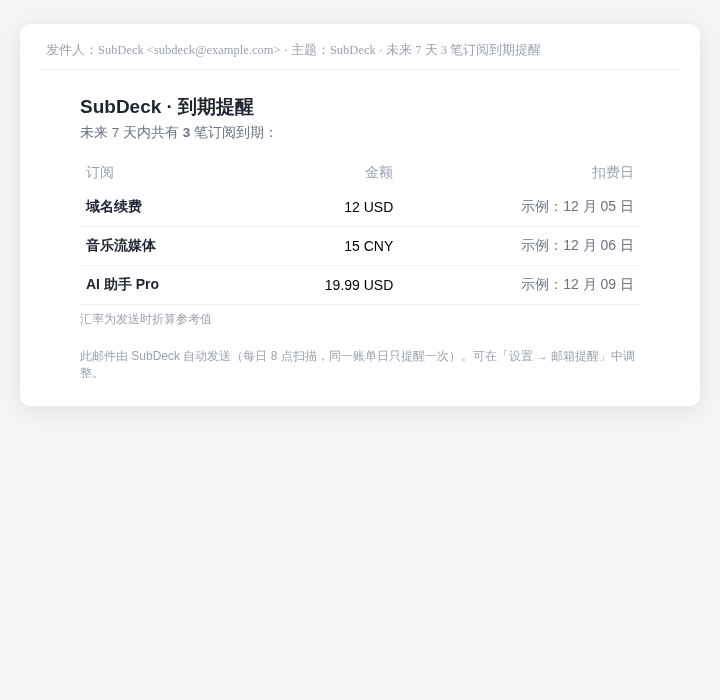 发件人：SubDeck <subdeck@example.com> · 主题：SubDeck · 未来 7 天 3 笔订阅到期提醒
SubDeck · 到期提醒
未来 7 天内共有 3 笔订阅到期：
订阅 金额 扣费日
域名续费 12 USD 示例：12 月 05 日
音乐流媒体 15 CNY 示例：12 月 06 日
AI 助手 Pro 19.99 USD 示例：12 月 09 日
汇率为发送时折算参考值
此邮件由 SubDeck 自动发送（每日 8 点扫描，同一账单日只提醒一次）。可在「设置 → 邮箱提醒」中调
整。